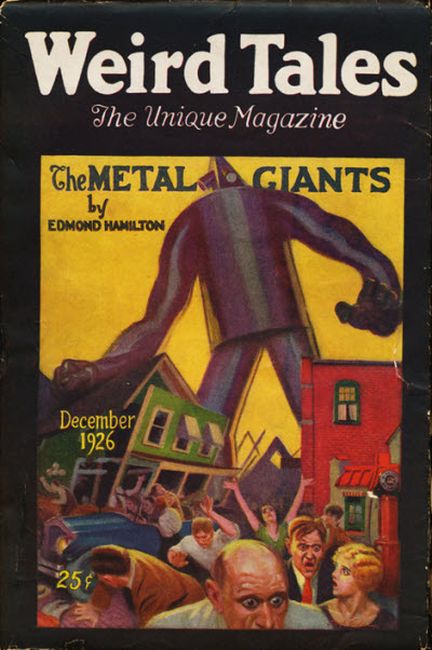 Weird Tales
The Unique Magazine
The METAL GIANTS
by
EDMOND HAMILTON
December
1926
25¢